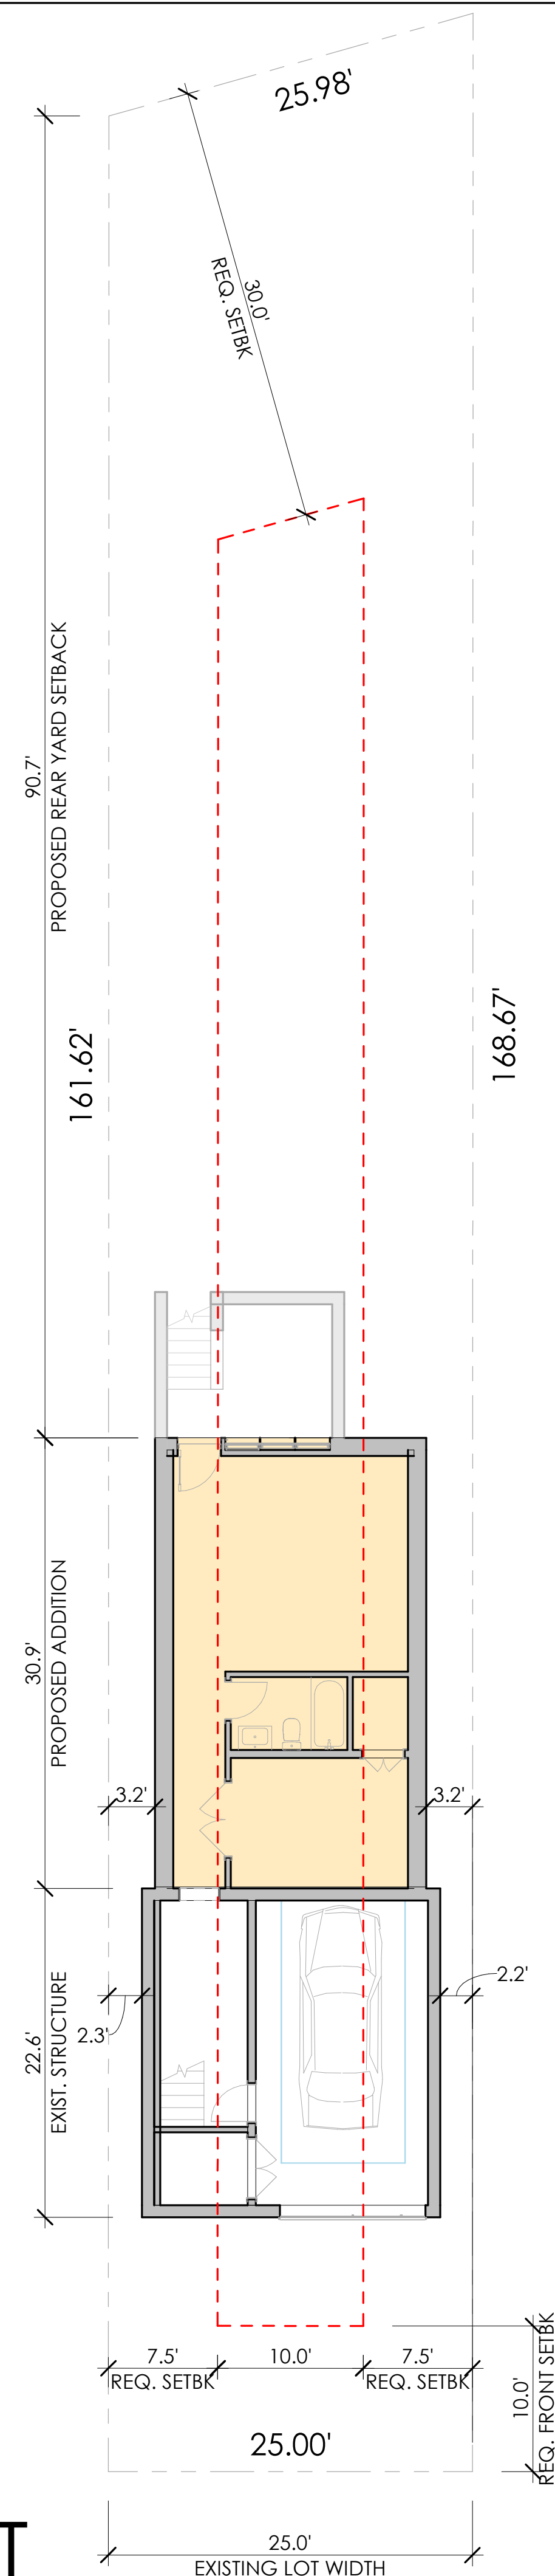 25.98'
30.0'
REQ. SETBK
90.7'
PROPOSED REAR YARD SETBACK
161.62'
168.67'
30.9'
PROPOSED ADDITION
3.2'
3.2'
22.6'
EXIST. STRUCTURE
2.3'
2.2'
7.5'
REQ. SETBK
10.0'
7.5'
REQ. SETBK
10.0'
REQ. FRONT SETBK
25.00'
25.0'
EXISTING LOT WIDTH
T